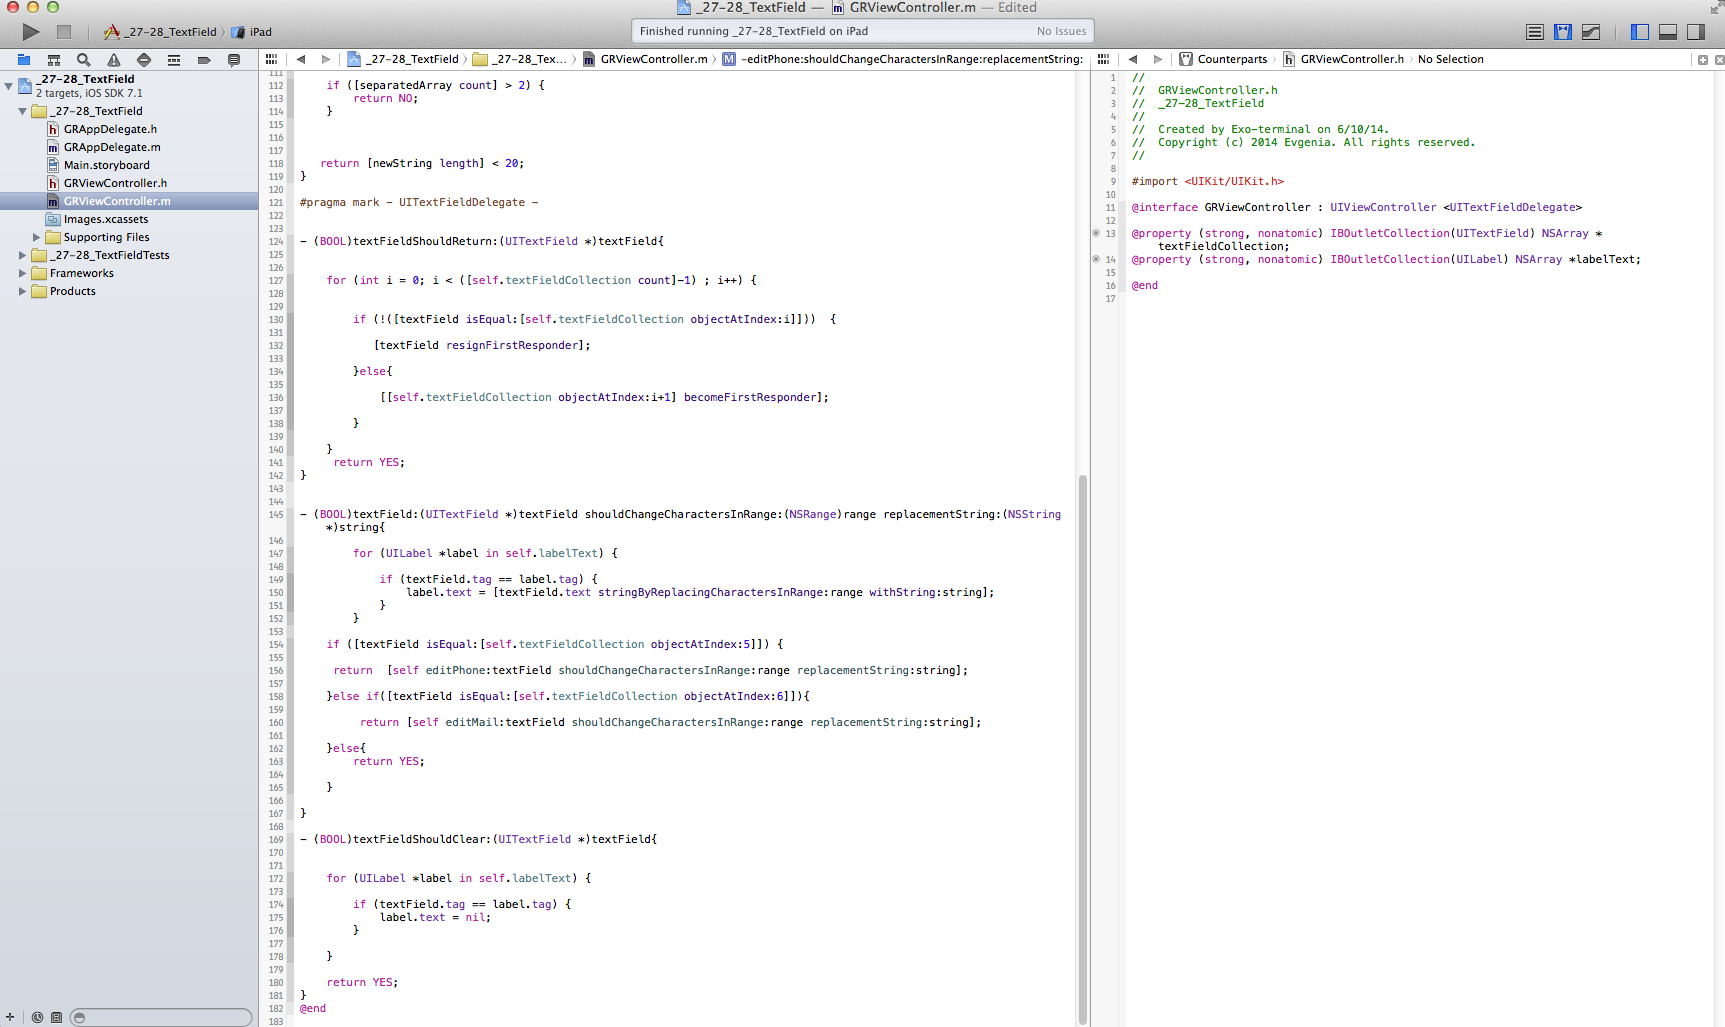 _27-28_TextField — GRViewController.m — Edited
_27-28_TextField 〉 iPad
Finished running _27-28_TextField on iPad
No Issues
_27-28_TextField 〉 _27-28_Tex... 〉 GRViewController.m 〉 M -editPhone:shouldChangeCharactersInRange:replacementString:
Counterparts 〉 GRViewController.h 〉 No Selection
_27-28_TextField
2 targets, iOS SDK 7.1
_27-28_TextField
GRAppDelegate.h
GRAppDelegate.m
Main.storyboard
GRViewController.h
GRViewController.m
Images.xcassets
Supporting Files
_27-28_TextFieldTests
Frameworks
Products
111
112 if ([separatedArray count] > 2) {
113 return NO;
114 }
115
116
117
118 return [newString length] < 20;
119 }
120
121 #pragma mark - UITextFieldDelegate -
122
123
124 - (BOOL)textFieldShouldReturn:(UITextField *)textField{
125
126
127 for (int i = 0; i < ([self.textFieldCollection count]-1) ; i++) {
128
129
130 if (!([textField isEqual:[self.textFieldCollection objectAtIndex:i]])) {
131
132 [textField resignFirstResponder];
133
134 }else{
135
136 [[self.textFieldCollection objectAtIndex:i+1] becomeFirstResponder];
137
138 }
139
140 }
141 return YES;
142 }
143
144
145 - (BOOL)textField:(UITextField *)textField shouldChangeCharactersInRange:(NSRange)range replacementString:(NSString
*)string{
146
147 for (UILabel *label in self.labelText) {
148
149 if (textField.tag == label.tag) {
150 label.text = [textField.text stringByReplacingCharactersInRange:range withString:string];
151 }
152 }
153
154 if ([textField isEqual:[self.textFieldCollection objectAtIndex:5]]) {
155
156 return [self editPhone:textField shouldChangeCharactersInRange:range replacementString:string];
157
158 }else if([textField isEqual:[self.textFieldCollection objectAtIndex:6]]){
159
160 return [self editMail:textField shouldChangeCharactersInRange:range replacementString:string];
161
162 }else{
163 return YES;
164
165 }
166
167 }
168
169 - (BOOL)textFieldShouldClear:(UITextField *)textField{
170
171
172 for (UILabel *label in self.labelText) {
173
174 if (textField.tag == label.tag) {
175 label.text = nil;
176 }
177
178 }
179
180 return YES;
181 }
182 @end
183
1 //
2 // GRViewController.h
3 // _27-28_TextField
4 //
5 // Created by Exo-terminal on 6/10/14.
6 // Copyright (c) 2014 Evgenia. All rights reserved.
7 //
8
9 #import <UIKit/UIKit.h>
10
11 @interface GRViewController : UIViewController <UITextFieldDelegate>
12
13 @property (strong, nonatomic) IBOutletCollection(UITextField) NSArray *
textFieldCollection;
14 @property (strong, nonatomic) IBOutletCollection(UILabel) NSArray *labelText;
15
16 @end
17